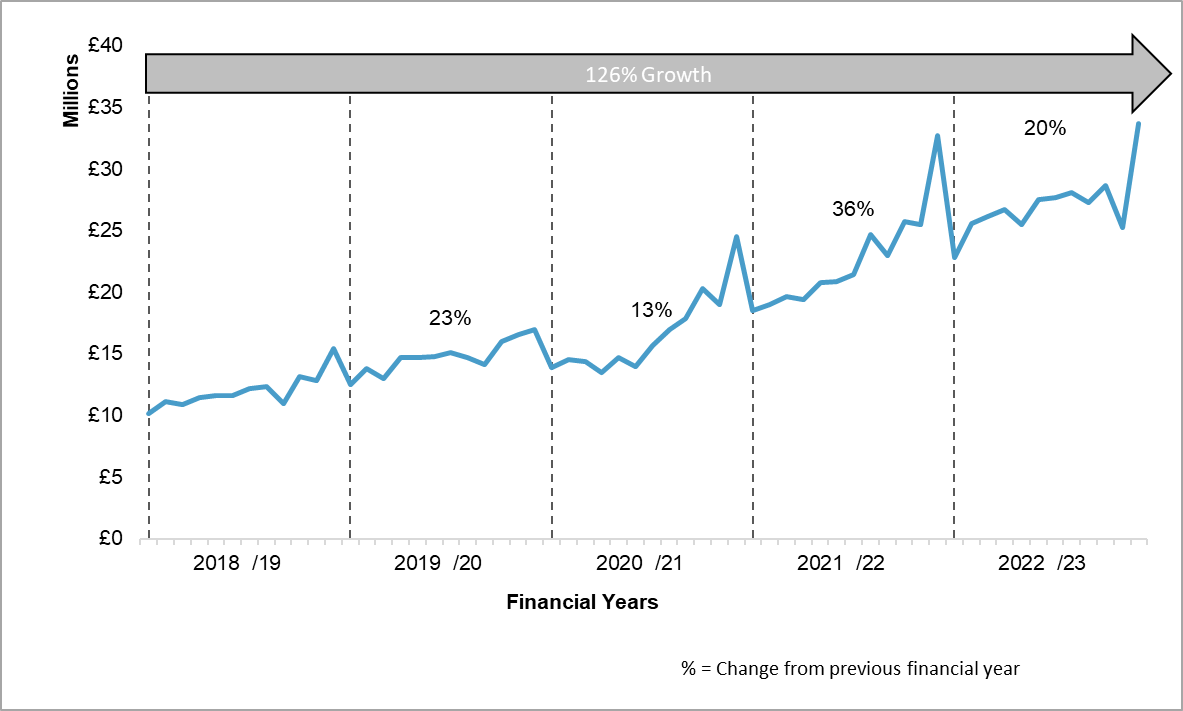 £40
126% Growth
Millions
£35
20%
£30
36%
£25
£20
23%
13%
£15
£10
£5
£0
2018 /19 2019 /20 2020 /21 2021 /22 2022 /23
Financial Years
% = Change from previous financial year